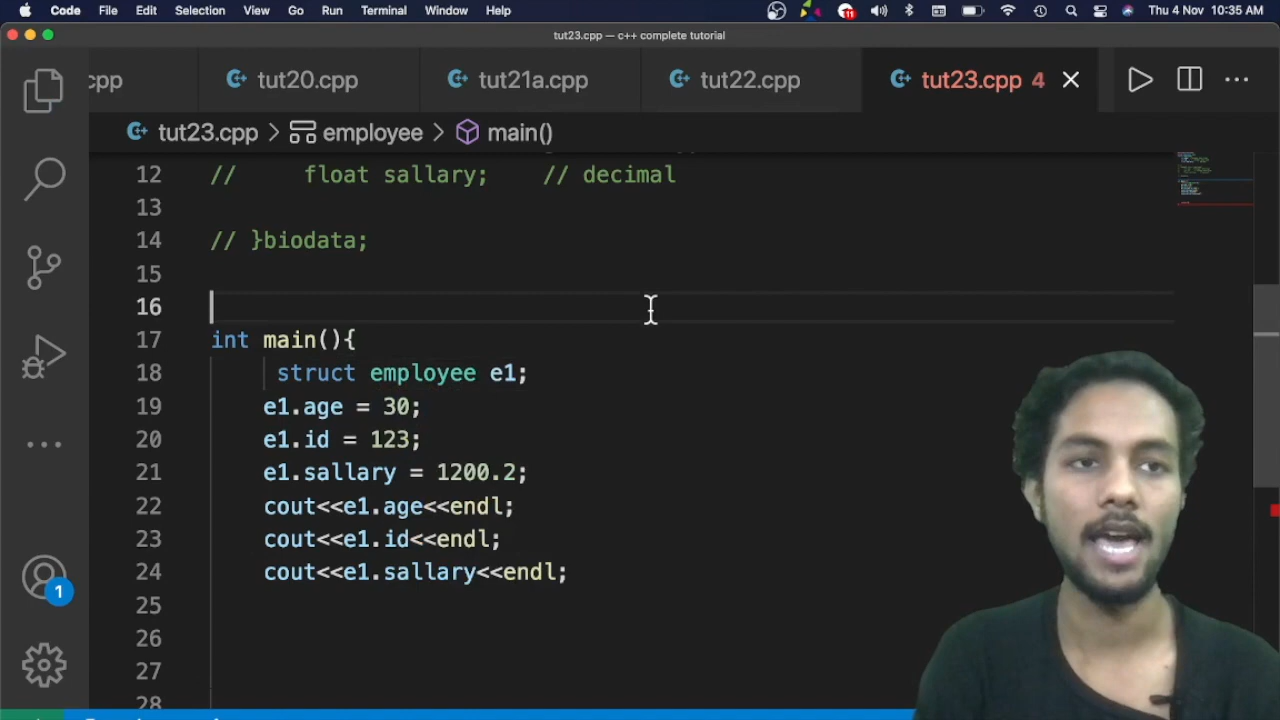 Code File Edit Selection View Go Run Terminal Window Help 11 Thu 4 Nov 10:35 AM
tut23.cpp — c++ complete tutorial
cpp tut20.cpp tut21a.cpp tut22.cpp tut23.cpp 4
tut23.cpp > employee > main()
12 // float sallary; // decimal
13
14 // }biodata;
15
16
17 int main(){
18 struct employee e1;
19 e1.age = 30;
20 e1.id = 123;
21 e1.sallary = 1200.2;
22 cout<<e1.age<<endl;
23 cout<<e1.id<<endl;
24 cout<<e1.sallary<<endl;
25
26
27
28
1